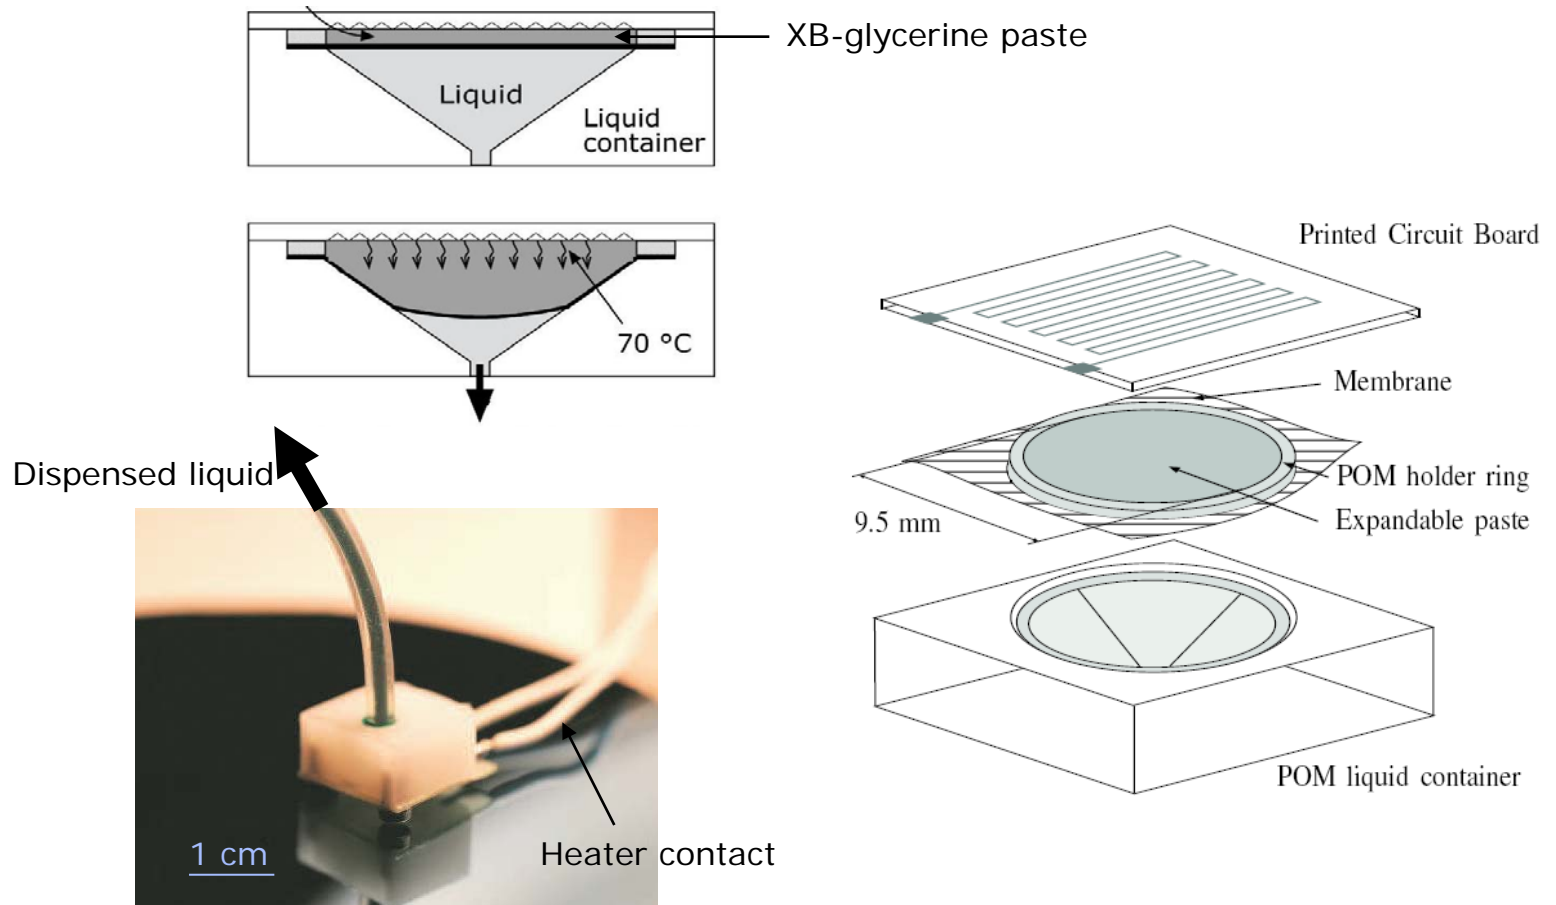 XB-glycerine paste
Liquid
Liquid
container
70 °C
Dispensed liquid
1 cm
Heater contact
Printed Circuit Board
Membrane
POM holder ring
Expandable paste
9.5 mm
POM liquid container